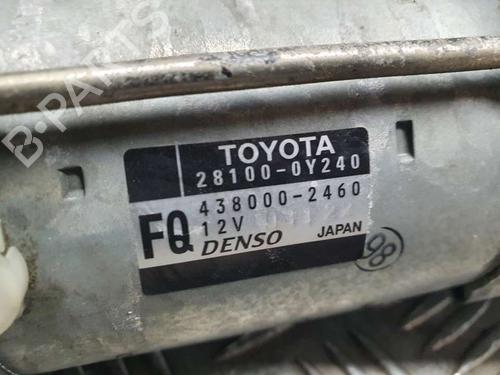 B-PARTS
TOYOTA
28100-0Y240
438000-2460
FQ 12V
DENSO JAPAN
98